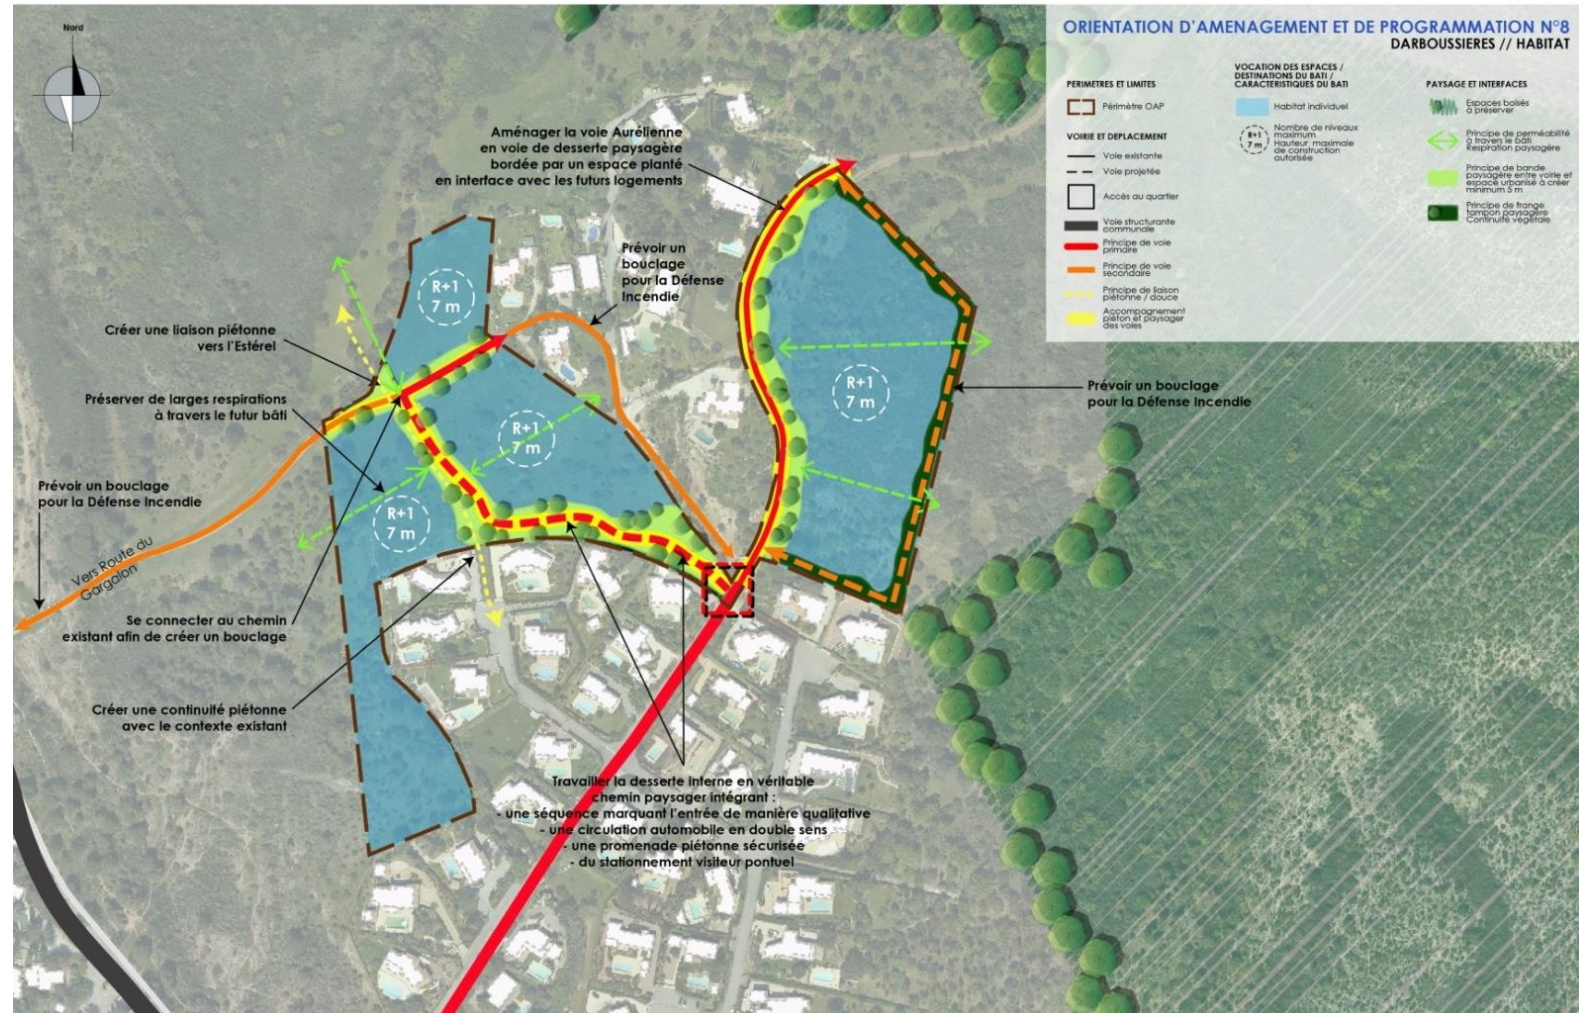 Nord
ORIENTATION D'AMENAGEMENT ET DE PROGRAMMATION N°8
DARBOUSSIERES // HABITAT
PERIMETRES ET LIMITES
Périmètre OAP
VOIRIE ET DEPLACEMENT
Voie existante
Voie projetée
Accès au quartier
Voie structurante
communale
Principe de voie
primaire
Principe de voie
secondaire
Principe de liaison
piétonne / douce
Accompagnement
piéton et paysager
des voies
VOCATION DES ESPACES /
DESTINATIONS DU BATI /
CARACTERISTIQUES DU BATI
Habitat individuel
R+1
7 m
Nombre de niveaux
maximum
Hauteur maximale
de construction
autorisée
PAYSAGE ET INTERFACES
Espaces boisés
à préserver
Principe de perméabilité
à travers le bâti
Respiration paysagère
Principe de bande
paysagère entre voirie et
espace urbanisé à créer
minimum 5 m
Principe de frange
tampon paysagère
Continuité végétale
Aménager la voie Aurélienne
en voie de desserte paysagère
bordée par un espace planté
en interface avec les futurs logements
Prévoir un
bouclage
pour la Défense
Incendie
R+1
7 m
Créer une liaison piétonne
vers l'Estérel
Préserver de larges respirations
à travers le futur bâti
R+1
7 m
R+1
7 m
Prévoir un bouclage
pour la Défense Incendie
Prévoir un bouclage
pour la Défense Incendie
R+1
7 m
Vers Route du
Gargalon
Se connecter au chemin
existant afin de créer un bouclage
Créer une continuité piétonne
avec le contexte existant
Travailler la desserte interne en véritable
chemin paysager intégrant :
- une séquence marquant l'entrée de manière qualitative
- une circulation automobile en double sens
- une promenade piétonne sécurisée
- du stationnement visiteur pontuel